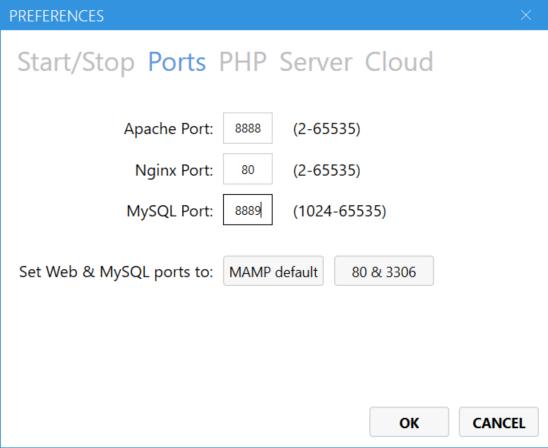 PREFERENCES
Start/Stop Ports PHP Server Cloud
Apache Port: 8888 (2-65535)
Nginx Port: 80 (2-65535)
MySQL Port: 8889 (1024-65535)
Set Web & MySQL ports to: MAMP default 80 & 3306
OK CANCEL